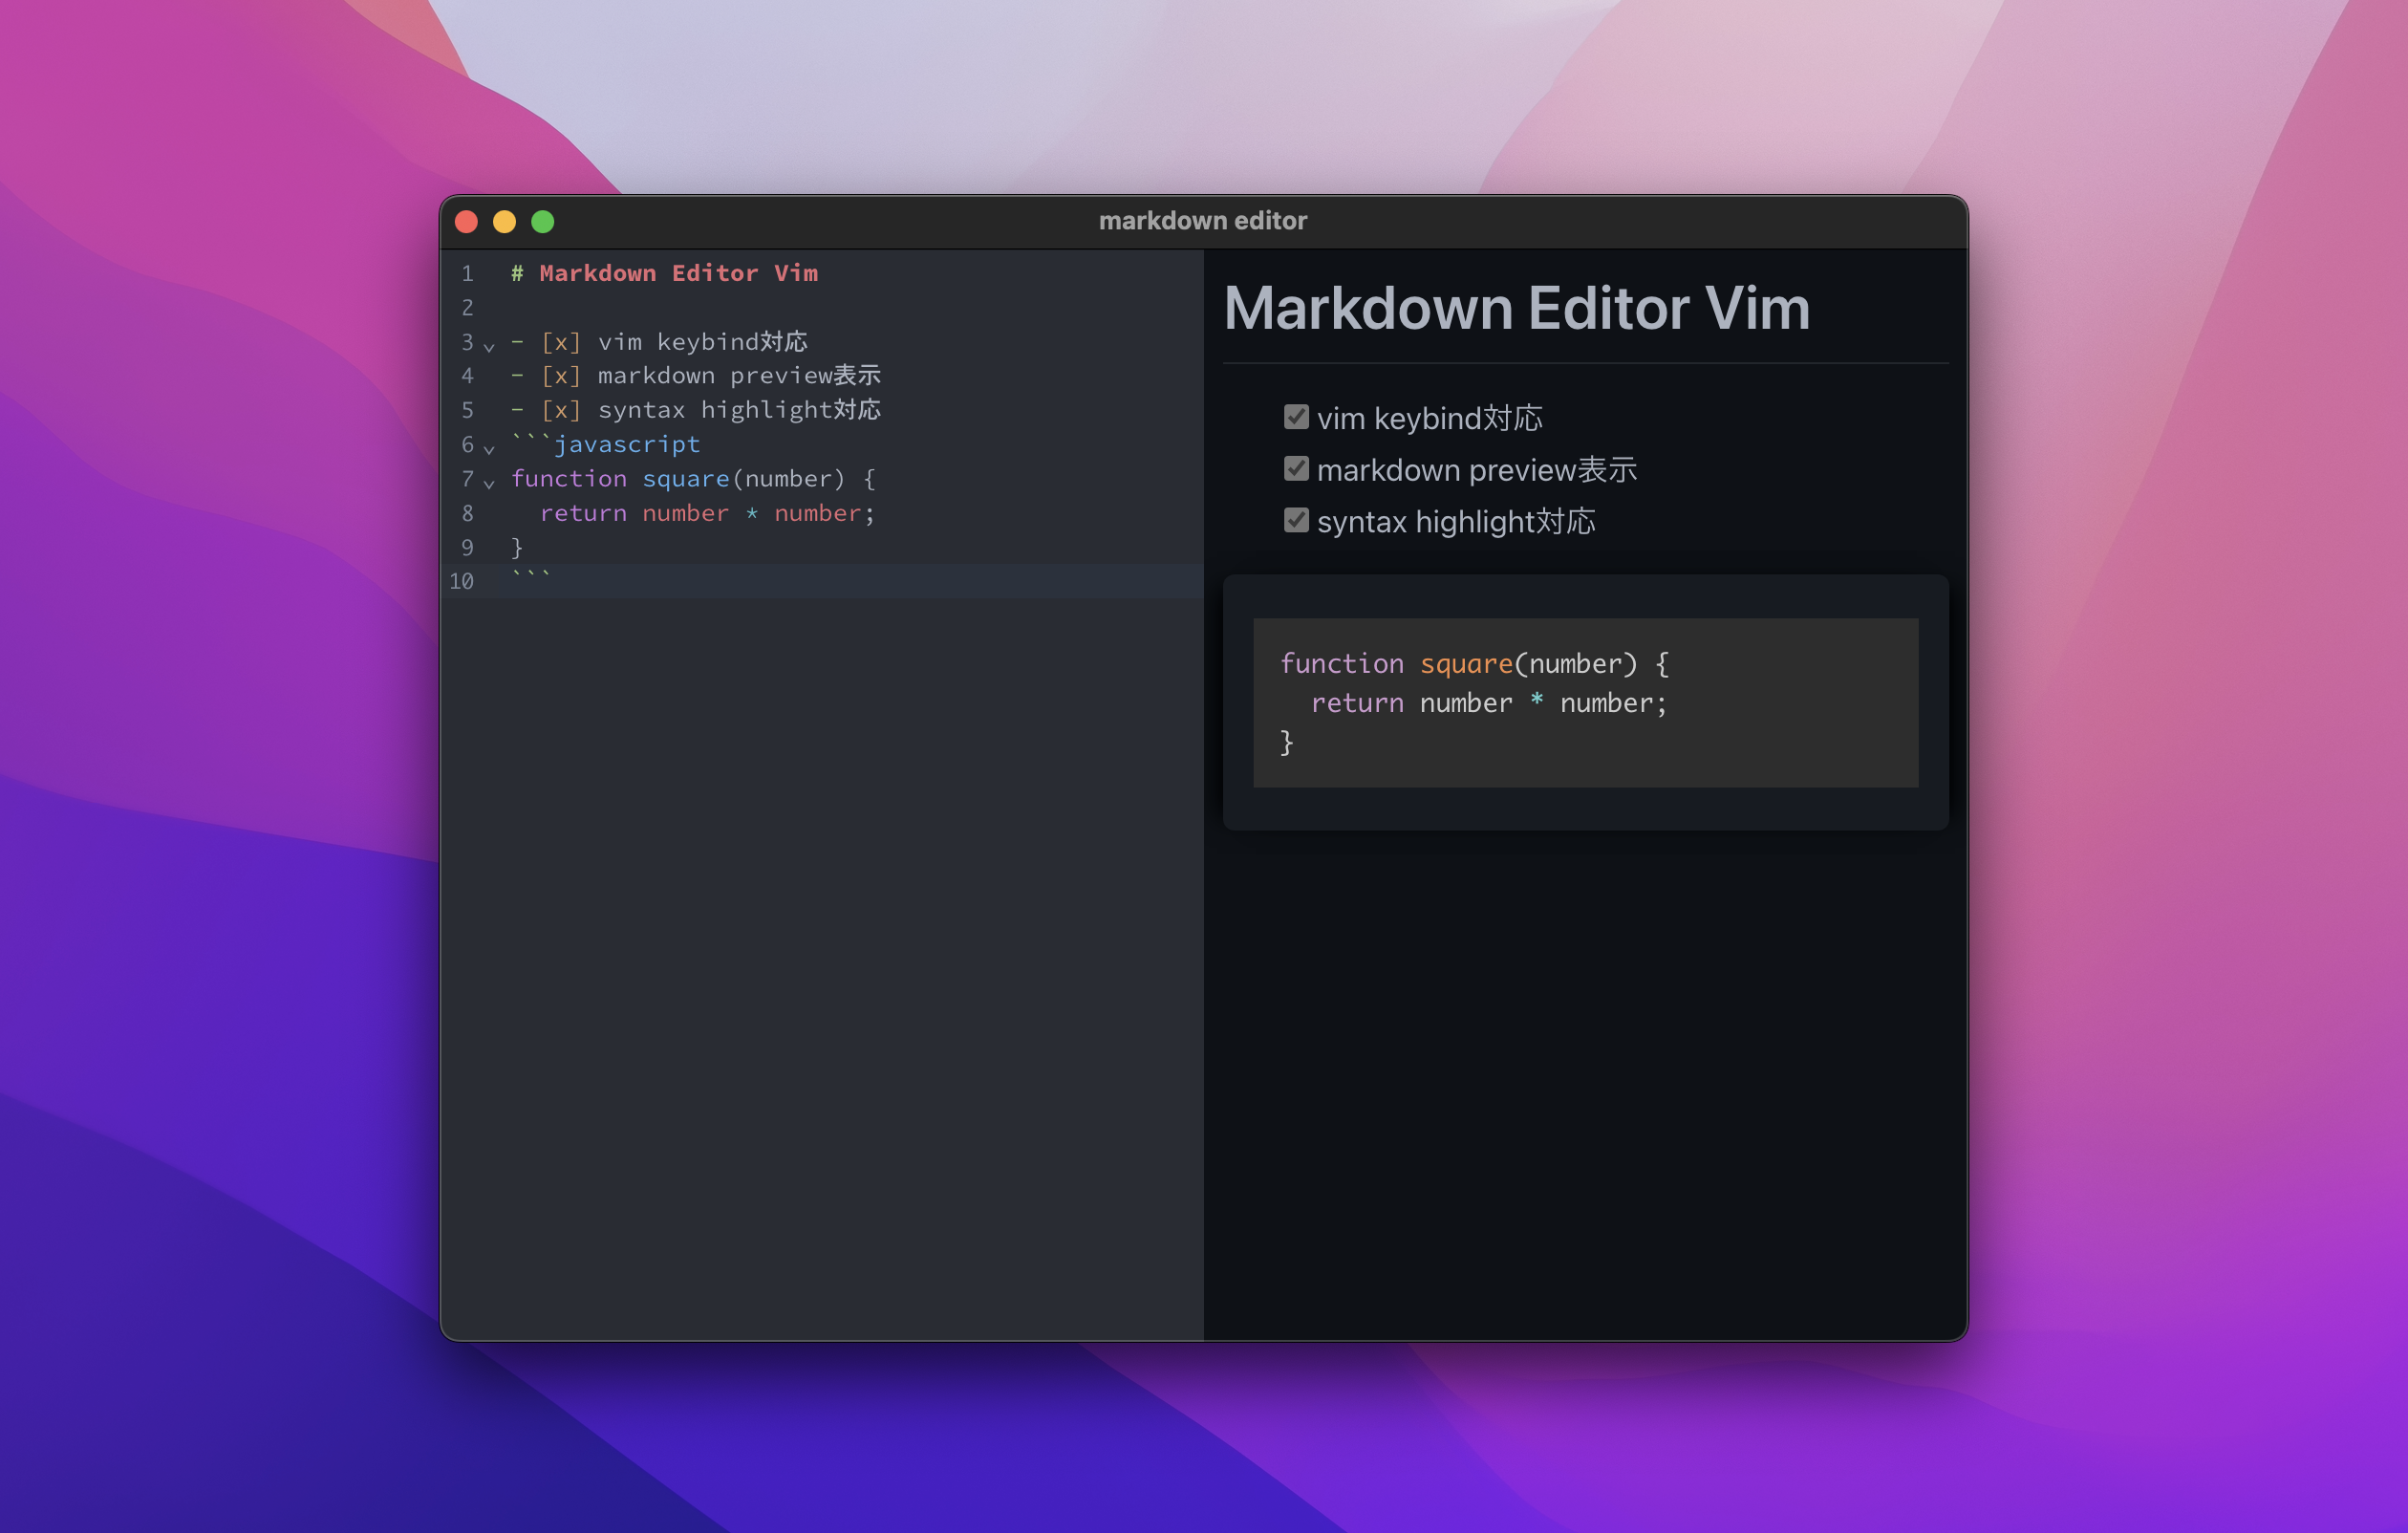 markdown editor
1 # Markdown Editor Vim
2
3 - [x] vim keybind対応
4 - [x] markdown preview表示
5 - [x] syntax highlight対応
6 ```javascript
7 function square(number) {
8   return number * number;
9 }
10 ```
Markdown Editor Vim
vim keybind対応
markdown preview表示
syntax highlight対応
function square(number) {
  return number * number;
}